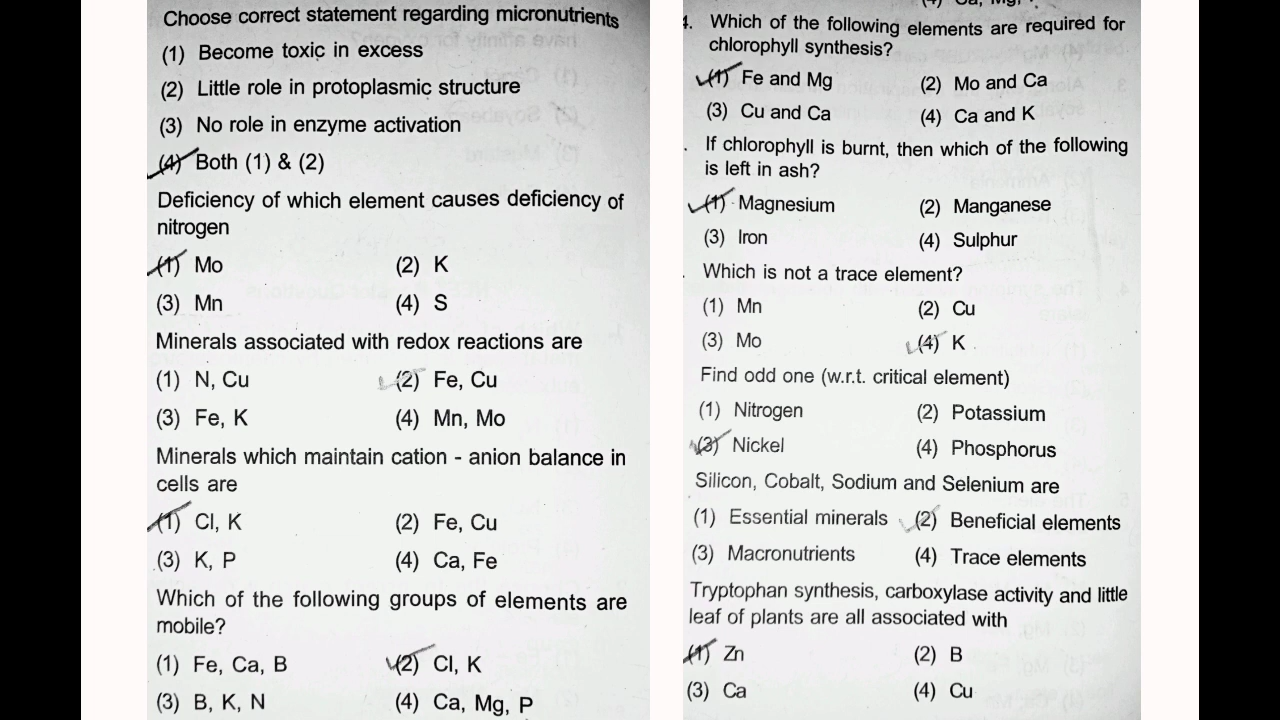 Choose correct statement regarding micronutrients
(1) Become toxic in excess
(2) Little role in protoplasmic structure
(3) No role in enzyme activation
(4) Both (1) & (2)
Deficiency of which element causes deficiency of
nitrogen
(1) Mo (2) K
(3) Mn (4) S
Minerals associated with redox reactions are
(1) N, Cu (2) Fe, Cu
(3) Fe, K (4) Mn, Mo
Minerals which maintain cation - anion balance in
cells are
(1) Cl, K (2) Fe, Cu
(3) K, P (4) Ca, Fe
Which of the following groups of elements are
mobile?
(1) Fe, Ca, B (2) Cl, K
(3) B, K, N (4) Ca, Mg, P
4. Which of the following elements are required for
chlorophyll synthesis?
(1) Fe and Mg (2) Mo and Ca
(3) Cu and Ca (4) Ca and K
If chlorophyll is burnt, then which of the following
is left in ash?
(1) Magnesium (2) Manganese
(3) Iron (4) Sulphur
Which is not a trace element?
(1) Mn (2) Cu
(3) Mo (4) K
Find odd one (w.r.t. critical element)
(1) Nitrogen (2) Potassium
(3) Nickel (4) Phosphorus
Silicon, Cobalt, Sodium and Selenium are
(1) Essential minerals (2) Beneficial elements
(3) Macronutrients (4) Trace elements
Tryptophan synthesis, carboxylase activity and little
leaf of plants are all associated with
(1) Zn (2) B
(3) Ca (4) Cu